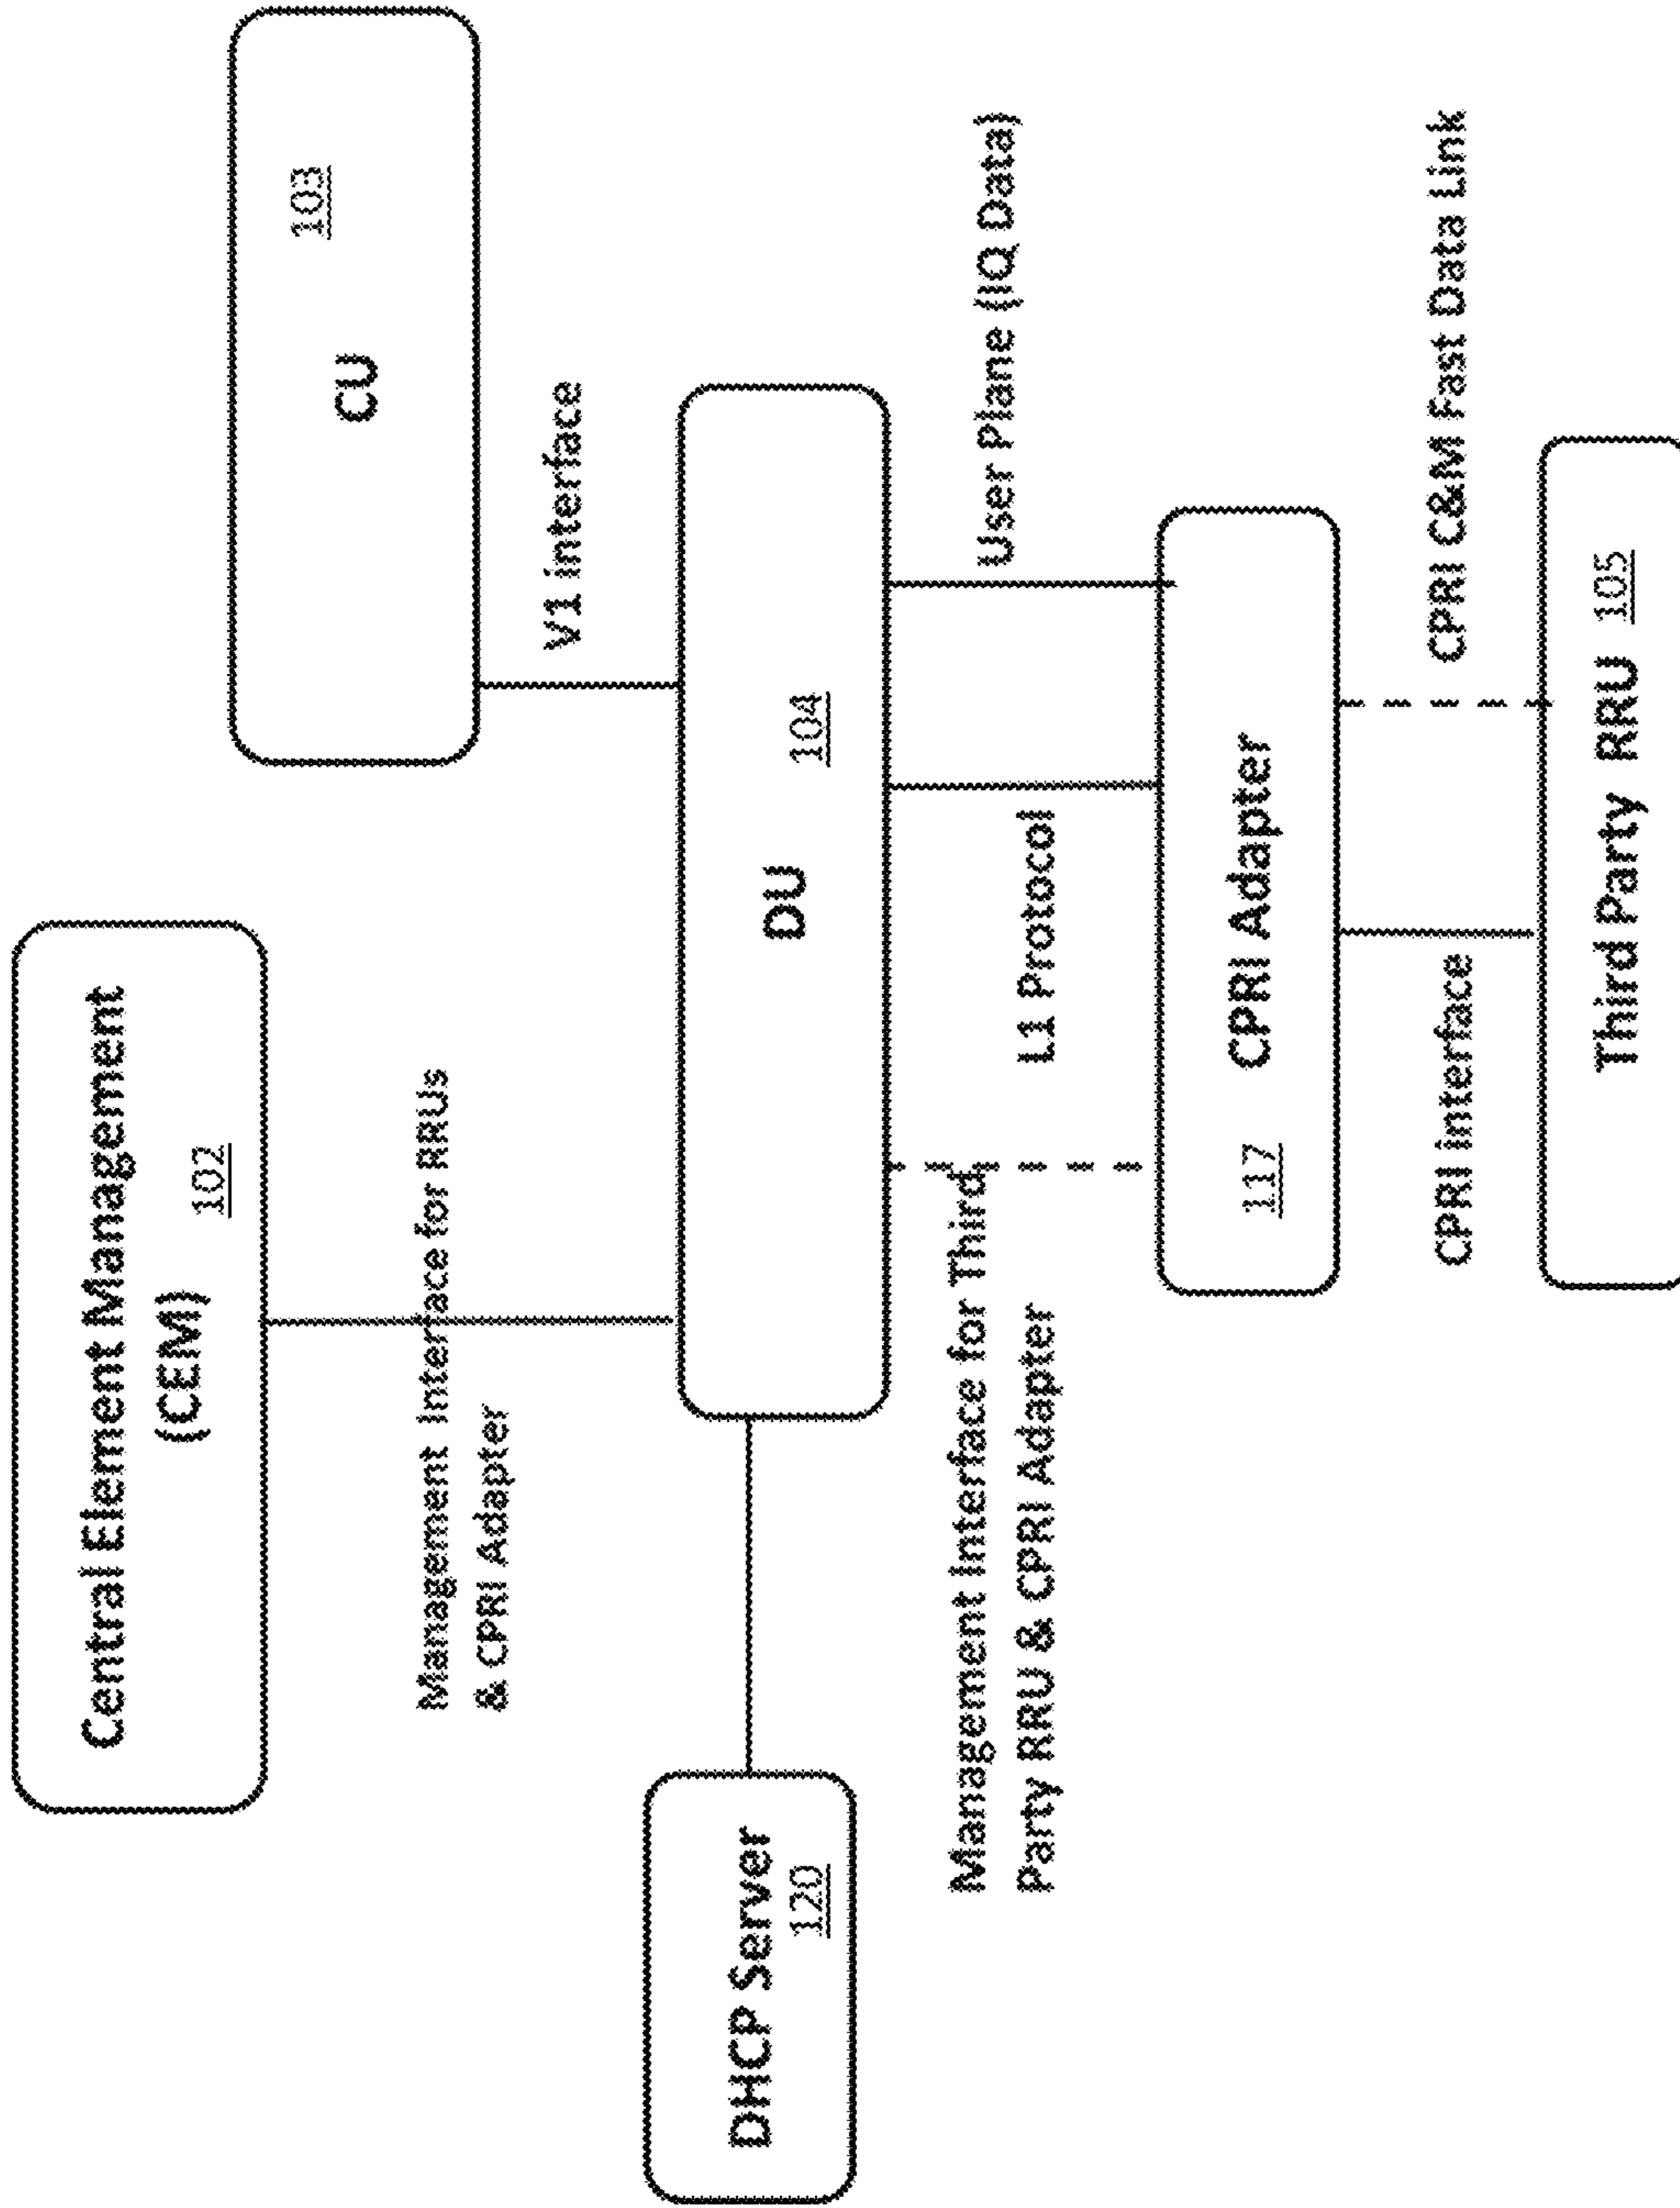 Central Element Management
(CEM)
102
CU
103
Management Interface for RRUs
& CPRI Adapter
V1 interface
DHCP Server
120
DU
104
Management Interface for Third
Party RRU & CPRI Adapter
L1 Protocol
User Plane (IQ Data)
117
CPRI Adapter
CPRI interface
CPRI C&M Fast Data Link
Third Party RRU 105